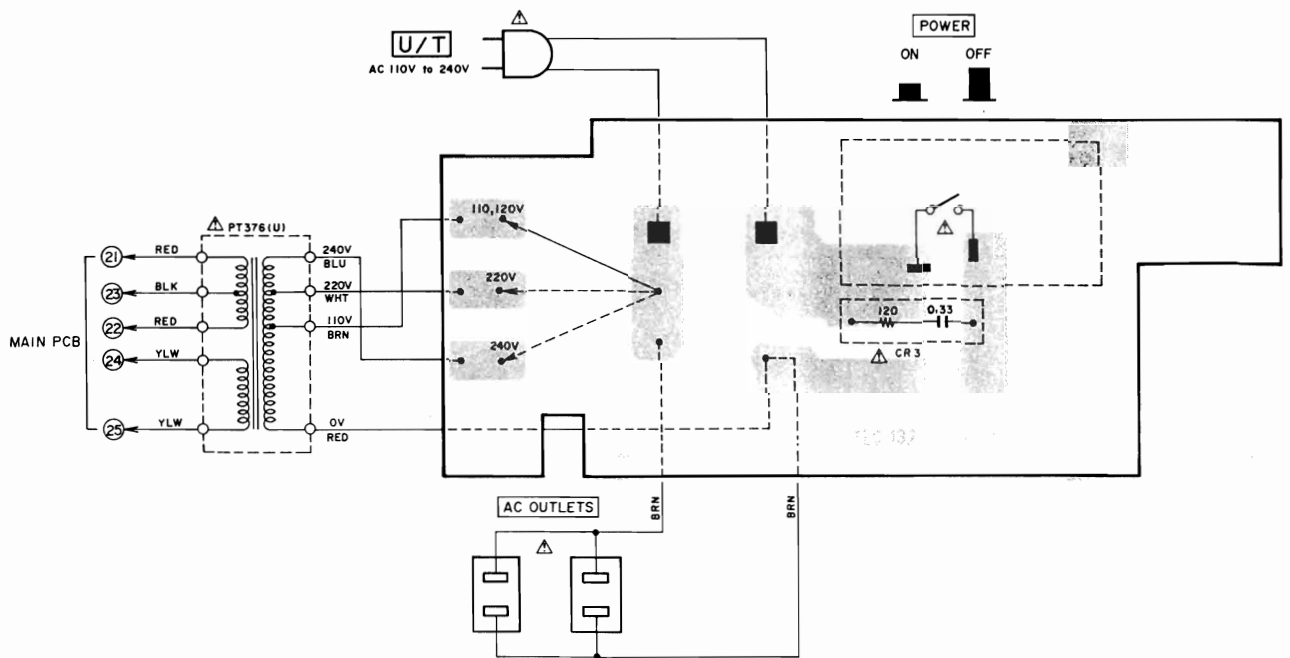 U/T
AC 110V to 240V
POWER
ON OFF
110,120V
220V
240V
PT376(U)
MAIN PCB
21 RED
23 BLK
22 RED
24 YLW
25 YLW
240V
BLU
220V
WHT
110V
BRN
0V
RED
120 0.33
CR3
AC OUTLETS
BRN
BRN